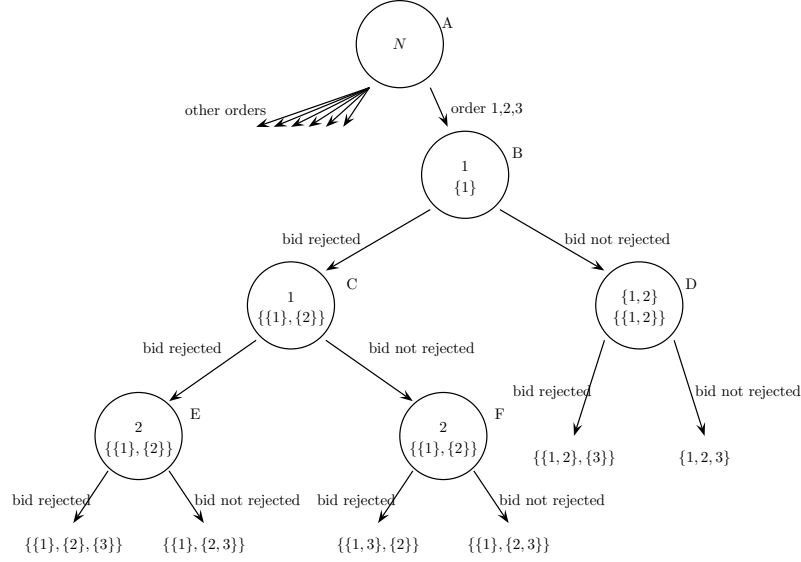 A
N
other orders
order 1,2,3
B
1
{1}
bid rejected
bid not rejected
C
1
{{1}, {2}}
D
{1, 2}
{{1, 2}}
bid rejected
bid not rejected
bid rejected
bid not rejected
E
2
{{1}, {2}}
F
2
{{1}, {2}}
{{1, 2}, {3}}
{1, 2, 3}
bid rejected
bid not rejected
bid rejected
bid not rejected
{{1}, {2}, {3}}
{{1}, {2, 3}}
{{1, 3}, {2}}
{{1}, {2, 3}}